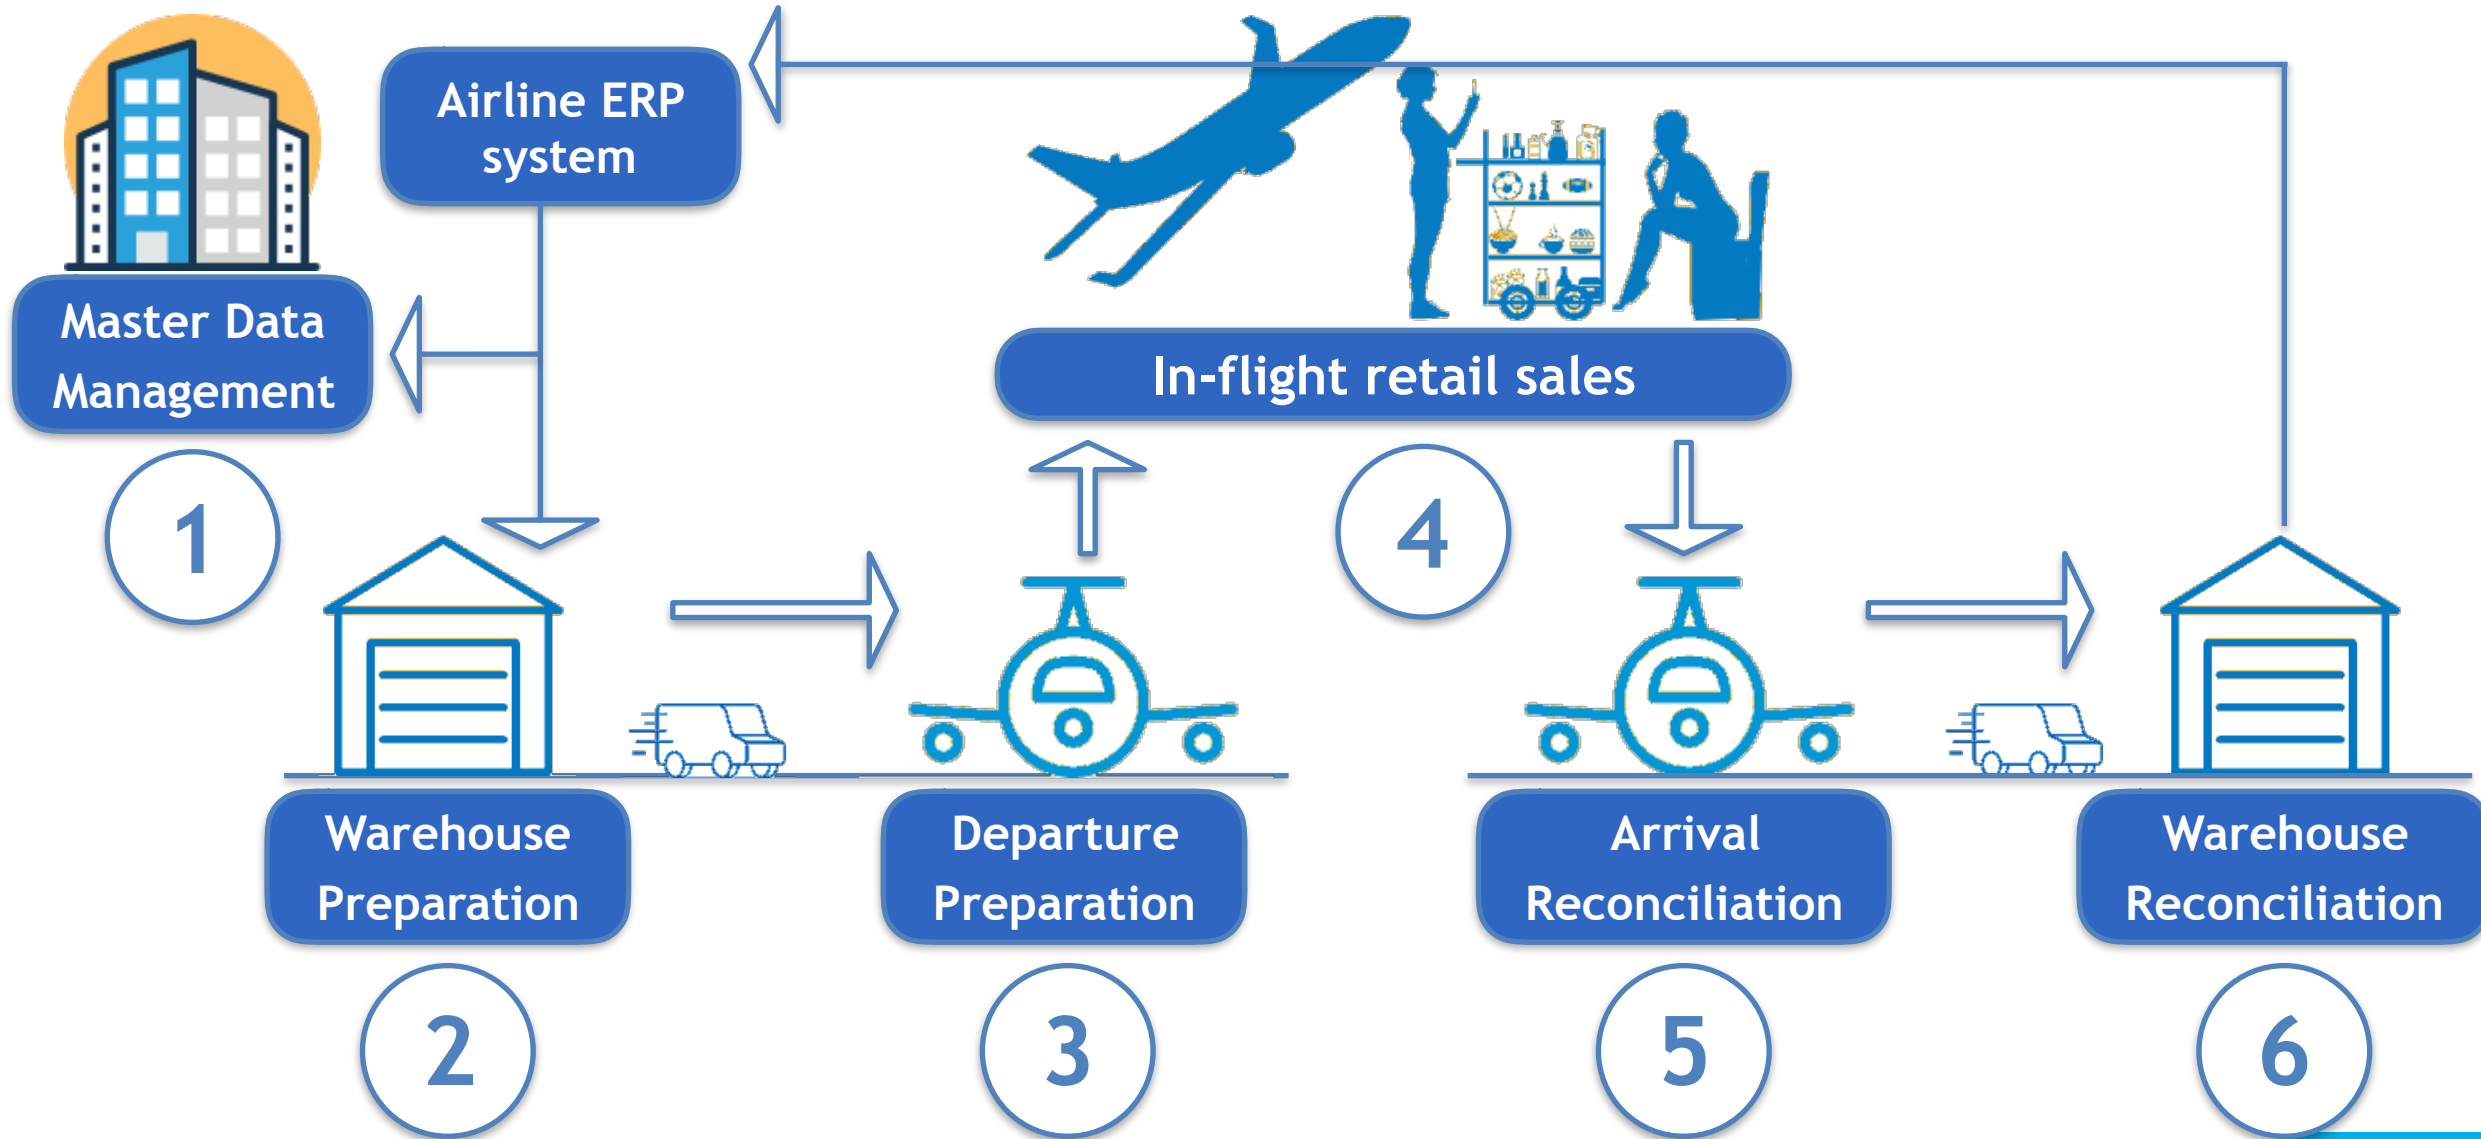 Airline ERP
system
Master Data
Management
1
In-flight retail sales
4
Warehouse
Preparation
2
Departure
Preparation
3
Arrival
Reconciliation
5
Warehouse
Reconciliation
6